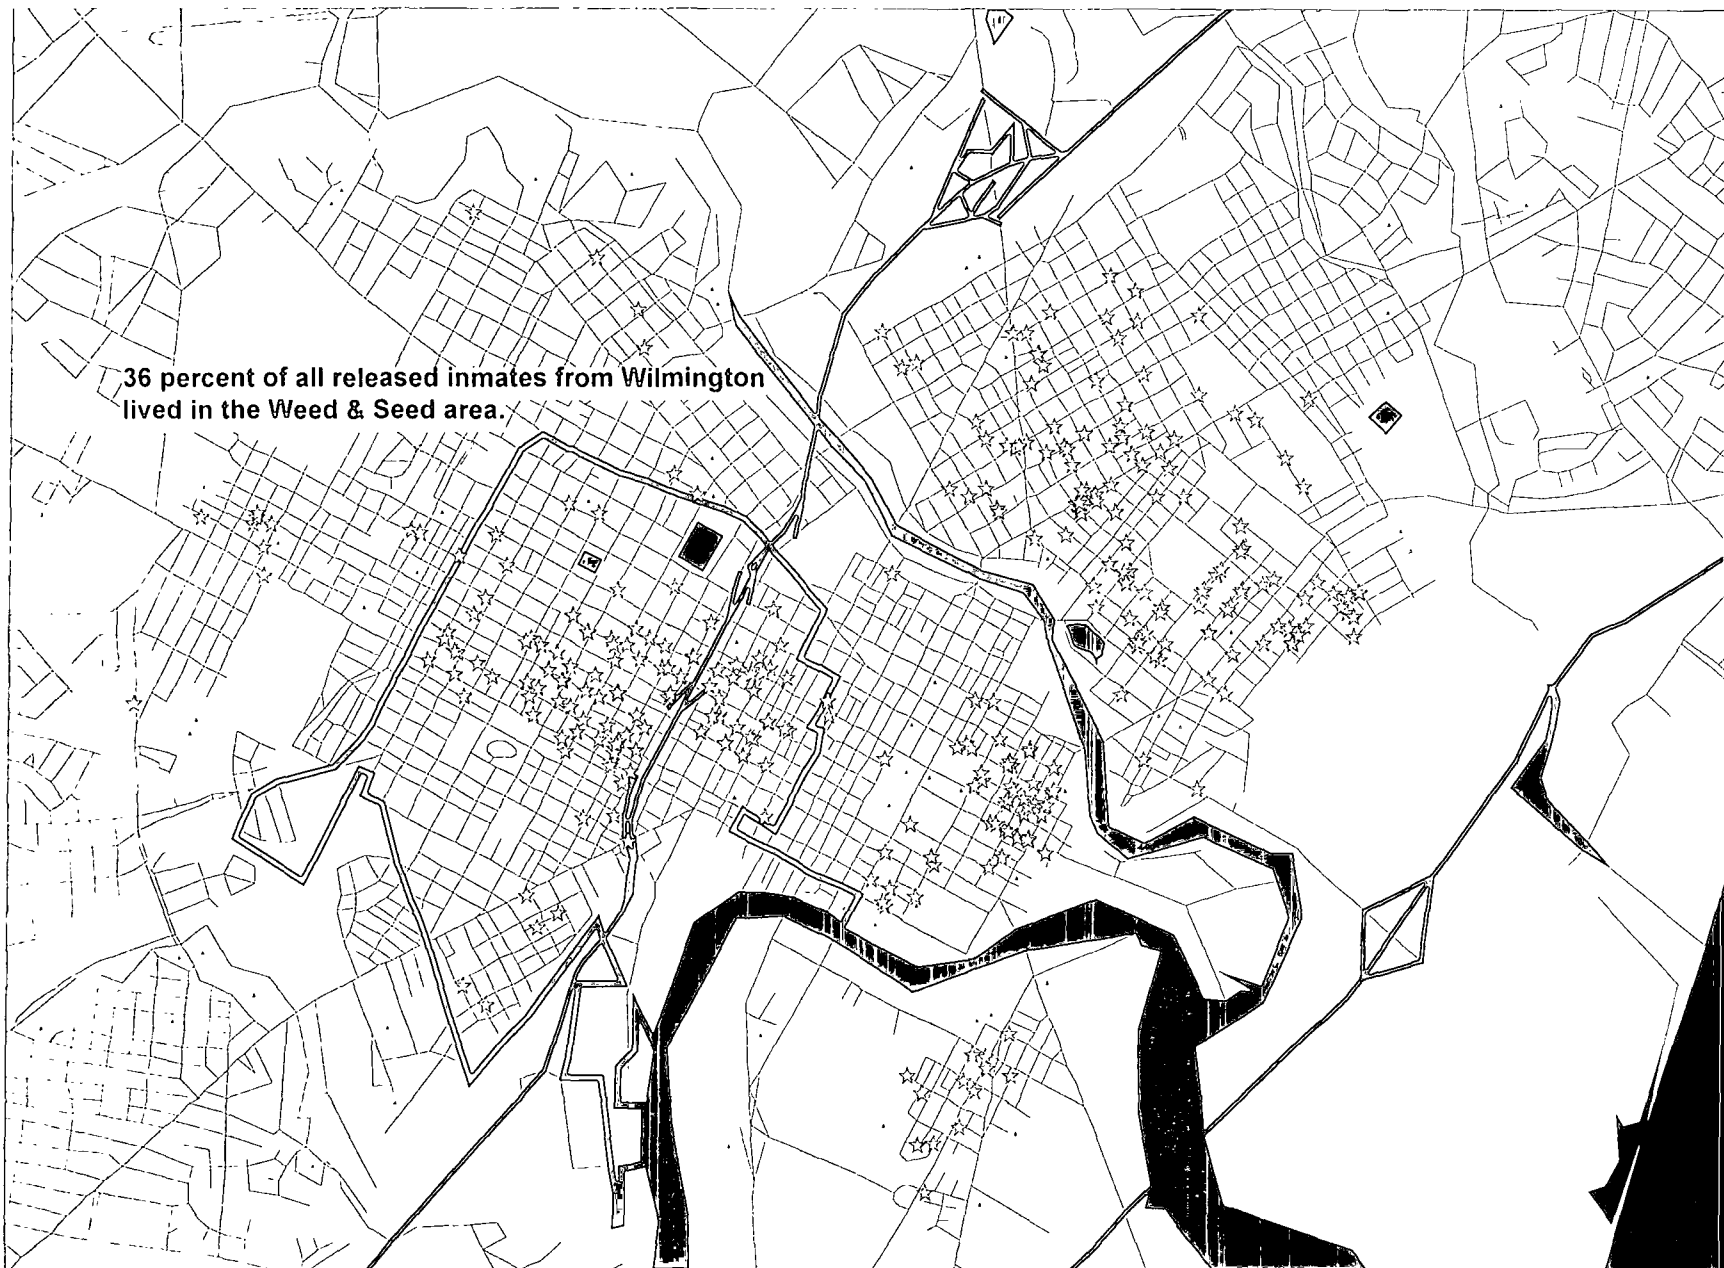 36 percent of all released inmates from Wilmington
lived in the Weed & Seed area.